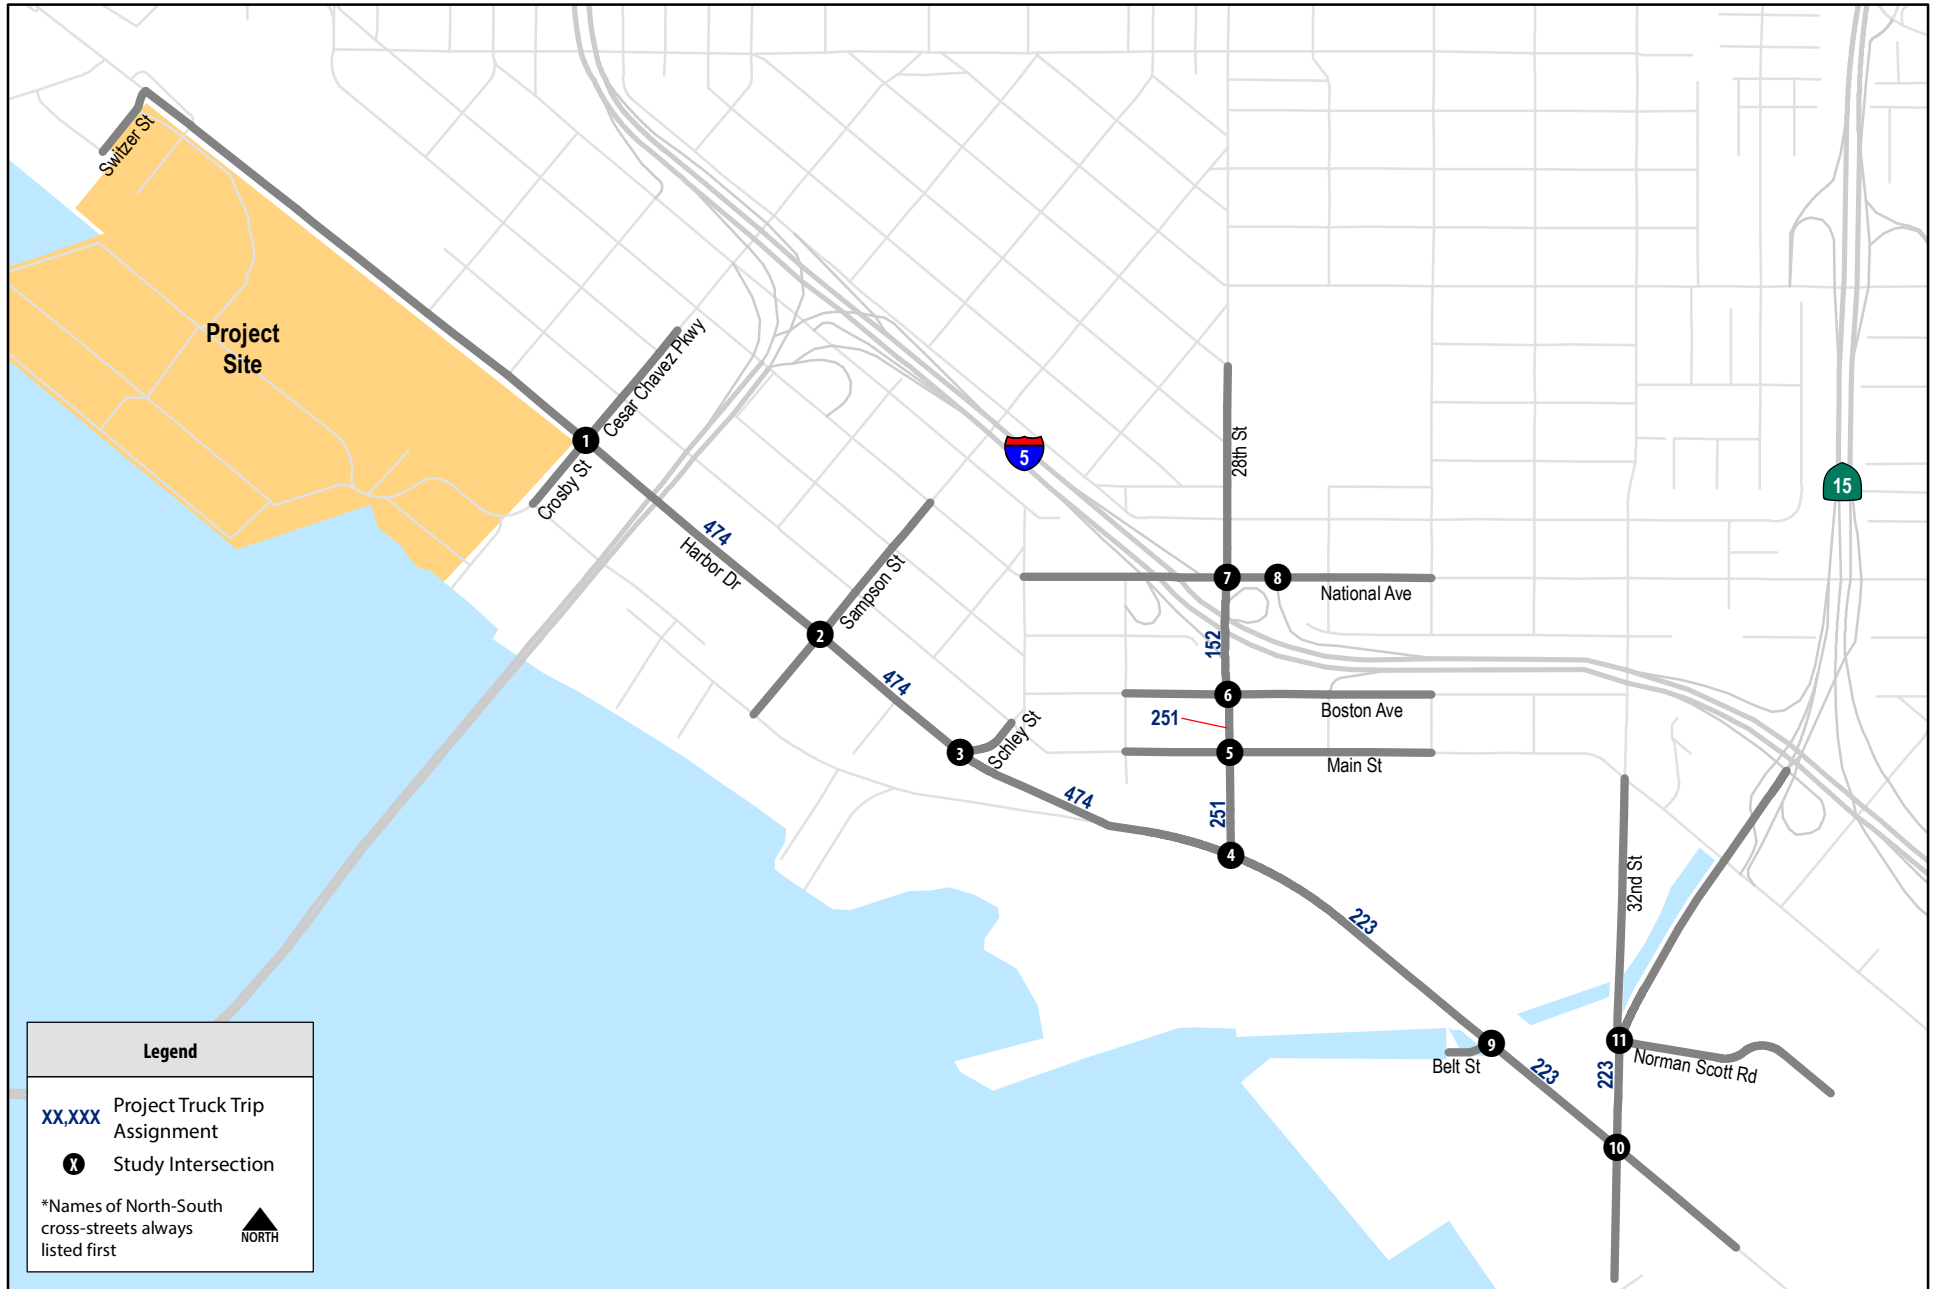 Switzer St
Project
Site
Cesar Chavez Pkwy
1
Crosby St
474
Harbor Dr
5
28th St
15
Sampson St
2
7
8
National Ave
152
474
6
Boston Ave
251
Schley St
3
5
Main St
474
251
4
32nd St
223
9
Belt St
223
11
Norman Scott Rd
223
10
Legend
XX,XXX
Project Truck Trip
Assignment
X
Study Intersection
*Names of North-South
cross-streets always
listed first
NORTH